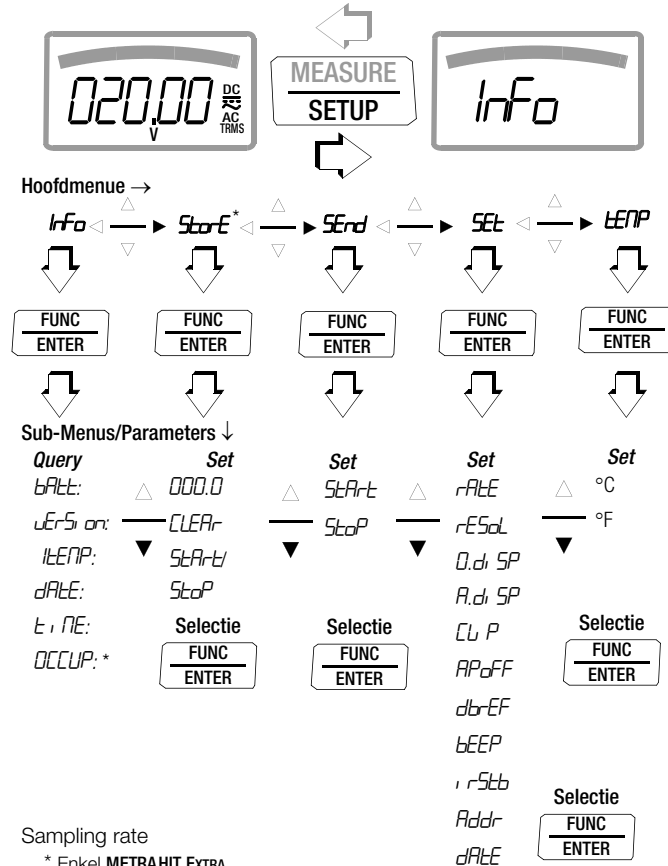 MEASURE
SETUP
020.00 V DC AC TRMS
InFo
Hoofdmenue →
InFo StorE* SEnd SEt tEMP
FUNC ENTER FUNC ENTER FUNC ENTER FUNC ENTER FUNC ENTER
Sub-Menus/Parameters ↓
Query Set Set Set Set
bAtt: 000.0 StArt rAtE °C
vErSion: CLEAr StoP rESoL °F
ItEMP: StArt/ 0.diSP
dAtE: StoP A.diSP
tiME: Selectie Selectie CLiP Selectie
OCCUP: * FUNC ENTER FUNC ENTER APoFF FUNC ENTER
dbrEF
bEEP
irStb
Addr Selectie
dAtE FUNC ENTER
Sampling rate
* Enkel METRAHIT EXTRA